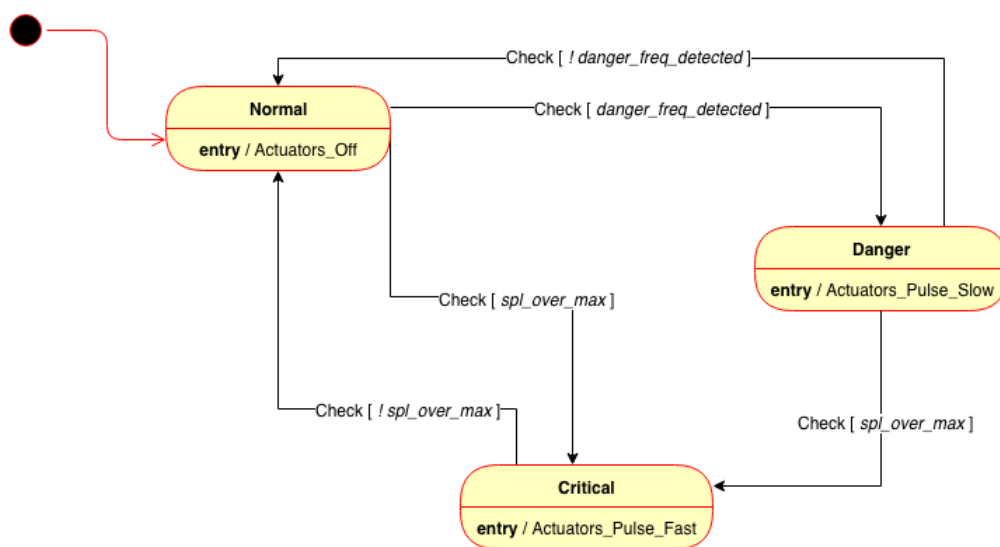 Check [ ! danger_freq_detected ]
Normal
Check [ danger_freq_detected ]
entry / Actuators_Off
Danger
entry / Actuators_Pulse_Slow
Check [ spl_over_max ]
Check [ ! spl_over_max ]
Check [ spl_over_max ]
Critical
entry / Actuators_Pulse_Fast